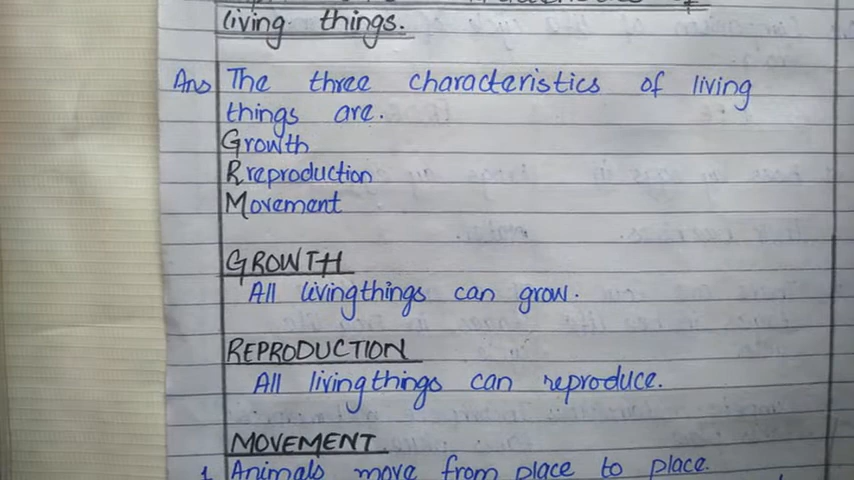 living things.
Ans The three characteristics of living
things are.
Growth
Rreproduction
Movement
GROWTH
All livingthings can grow.
REPRODUCTION
All livingthings can reproduce.
MOVEMENT
1 Animals move from place to place.